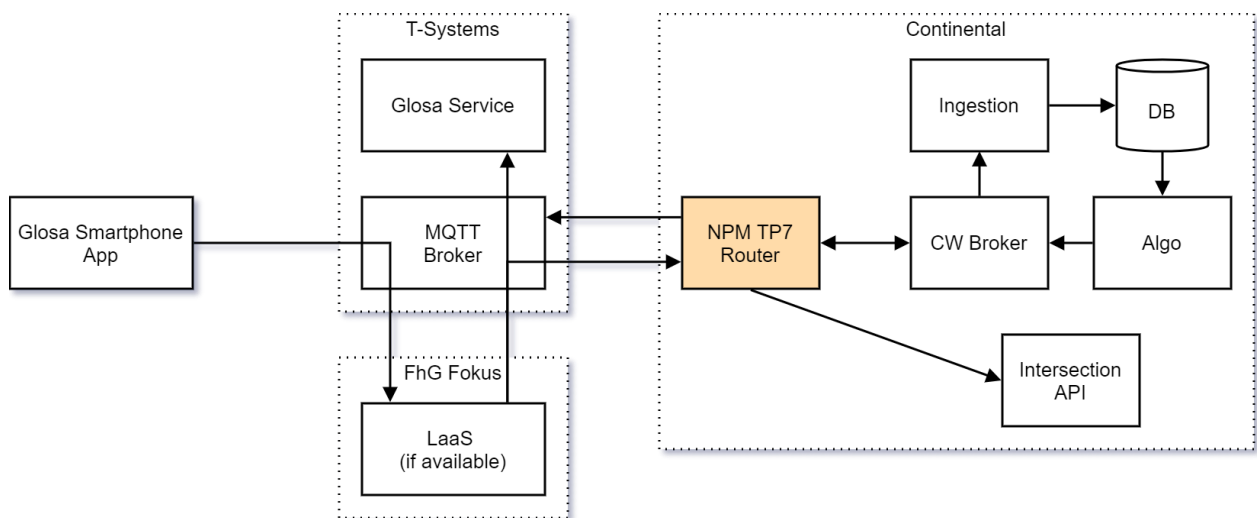 T-Systems
Continental
Glosa Service
Ingestion
DB
Glosa Smartphone
App
MQTT
Broker
NPM TP7
Router
CW Broker
Algo
FhG Fokus
LaaS
(if available)
Intersection
API